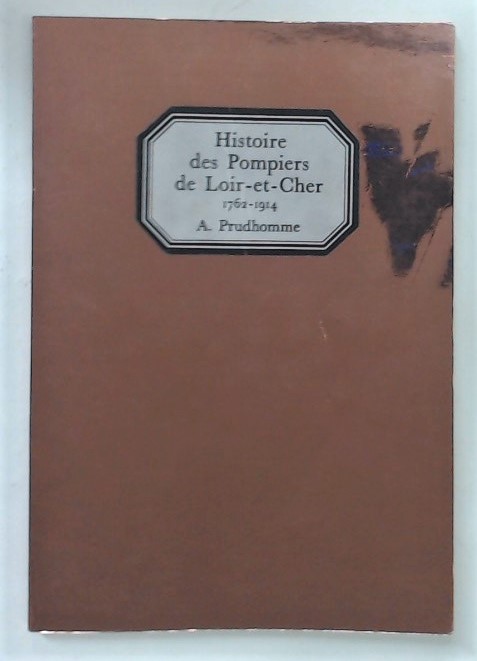 Histoire
des Pompiers
de Loir-et-Cher
1762-1914
A. Prudhomme